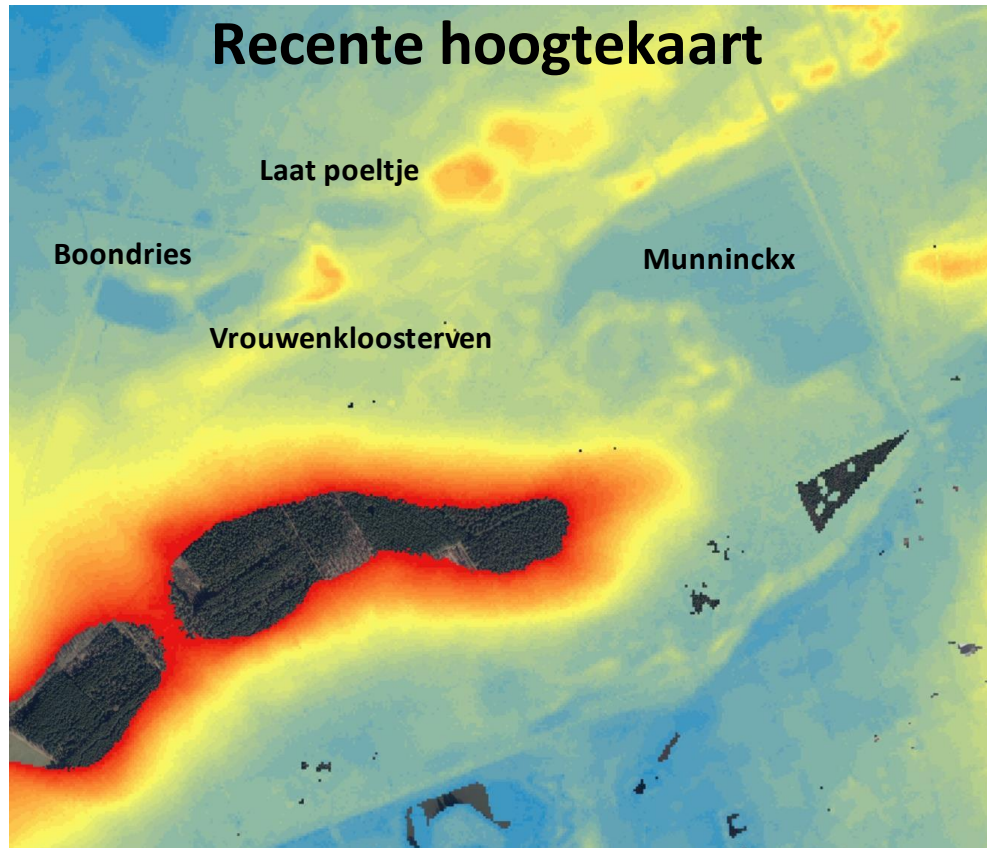 Recente hoogtekaart
Laat poeltje
Boondries
Munninckx
Vrouwenkloosterven